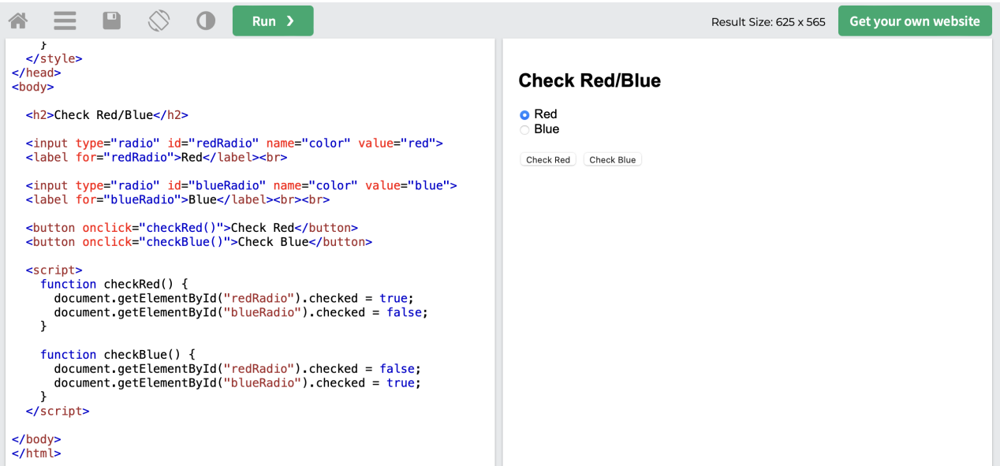 Run ❯
Result Size: 625 x 565
Get your own website
}
</style>
</head>
<body>
<h2>Check Red/Blue</h2>
<input type="radio" id="redRadio" name="color" value="red">
<label for="redRadio">Red</label><br>
<input type="radio" id="blueRadio" name="color" value="blue">
<label for="blueRadio">Blue</label><br><br>
<button onclick="checkRed()">Check Red</button>
<button onclick="checkBlue()">Check Blue</button>
<script>
function checkRed() {
document.getElementById("redRadio").checked = true;
document.getElementById("blueRadio").checked = false;
}
function checkBlue() {
document.getElementById("redRadio").checked = false;
document.getElementById("blueRadio").checked = true;
}
</script>
</body>
</html>
Check Red/Blue
Red
Blue
Check Red
Check Blue